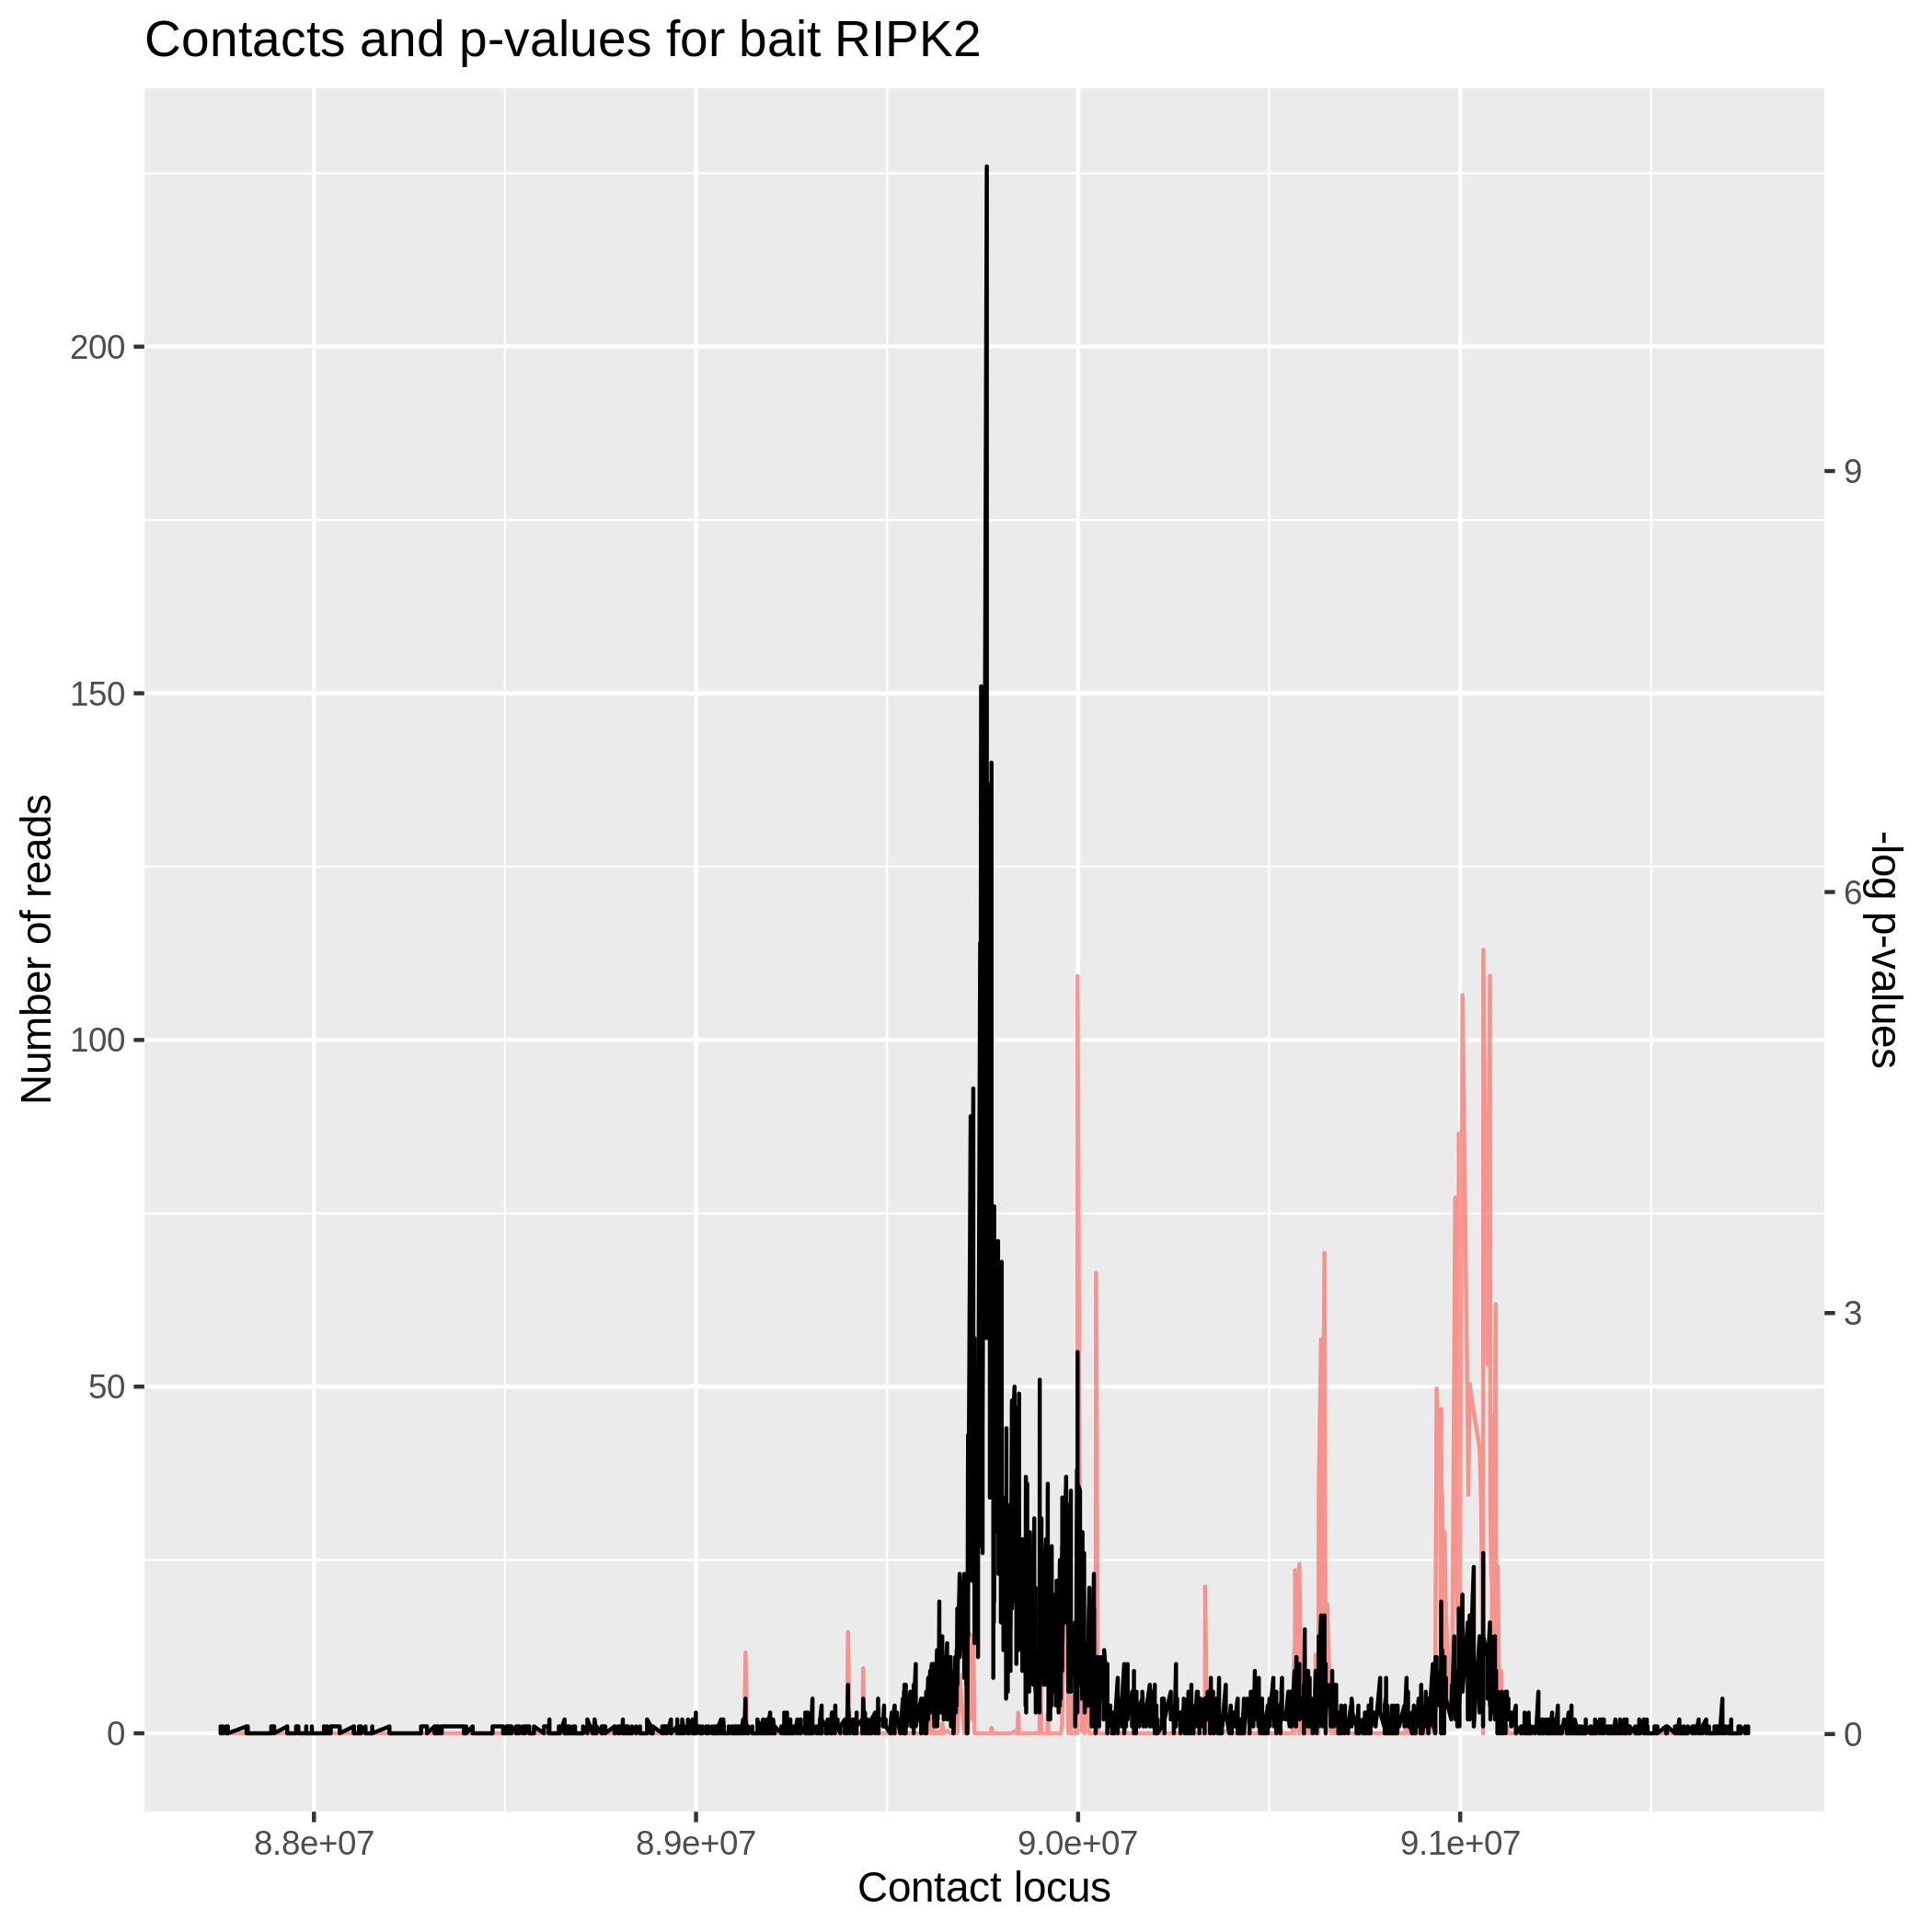 Contacts and p-values for bait RIPK2
Number of reads
200
150
100
50
0
9
6
3
0
-log p-values
8.8e+07 8.9e+07 9.0e+07 9.1e+07
Contact locus